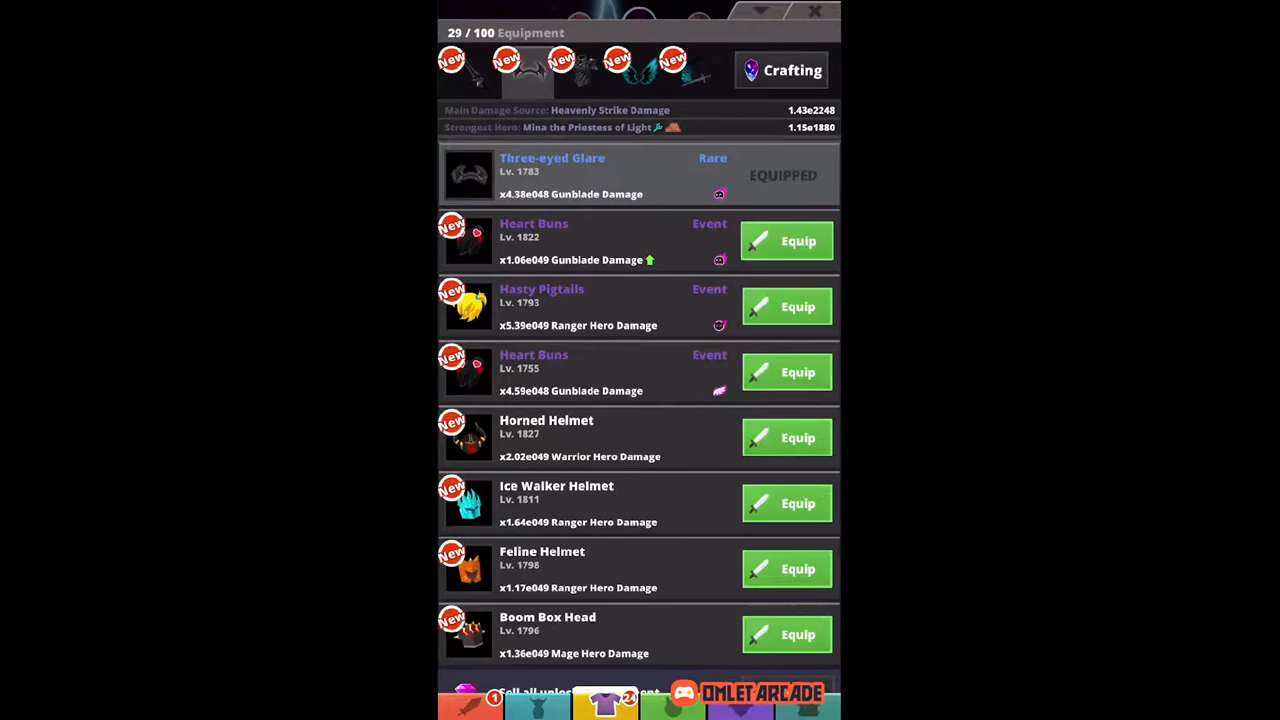 29 / 100 Equipment
New New New New New
Crafting
Main Damage Source: Heavenly Strike Damage 1.43e2248
Strongest Hero: Mina the Priestess of Light 1.15e1880
Three-eyed Glare Rare
Lv. 1783
EQUIPPED
x4.38e048 Gunblade Damage
New
Heart Buns Event
Lv. 1822
Equip
x1.06e049 Gunblade Damage
New
Hasty Pigtails Event
Lv. 1793
Equip
x5.39e049 Ranger Hero Damage
New
Heart Buns Event
Lv. 1755
Equip
x4.59e048 Gunblade Damage
New
Horned Helmet
Lv. 1827
Equip
x2.02e049 Warrior Hero Damage
New
Ice Walker Helmet
Lv. 1811
Equip
x1.64e049 Ranger Hero Damage
New
Feline Helmet
Lv. 1798
Equip
x1.17e049 Ranger Hero Damage
New
Boom Box Head
Lv. 1796
Equip
x1.36e049 Mage Hero Damage
Sell all
1
24
OMLET ARCADE